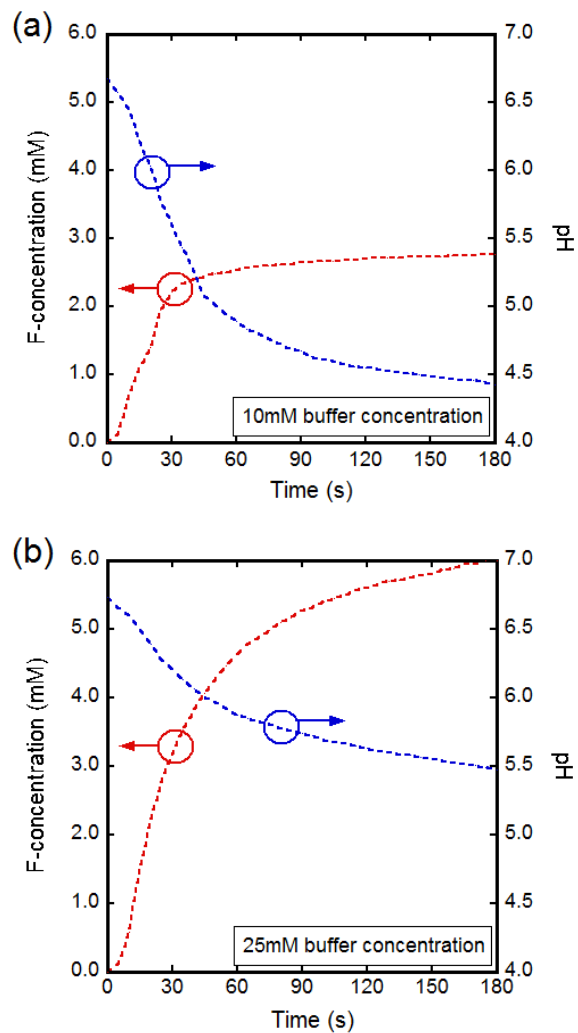 (a)
6.0
5.0
4.0
3.0
2.0
1.0
0.0
F-concentration (mM)
7.0
6.5
6.0
5.5
5.0
4.5
4.0
pH
10mM buffer concentration
0 30 60 90 120 150 180
Time (s)
(b)
6.0
5.0
4.0
3.0
2.0
1.0
0.0
F-concentration (mM)
7.0
6.5
6.0
5.5
5.0
4.5
4.0
pH
25mM buffer concentration
0 30 60 90 120 150 180
Time (s)